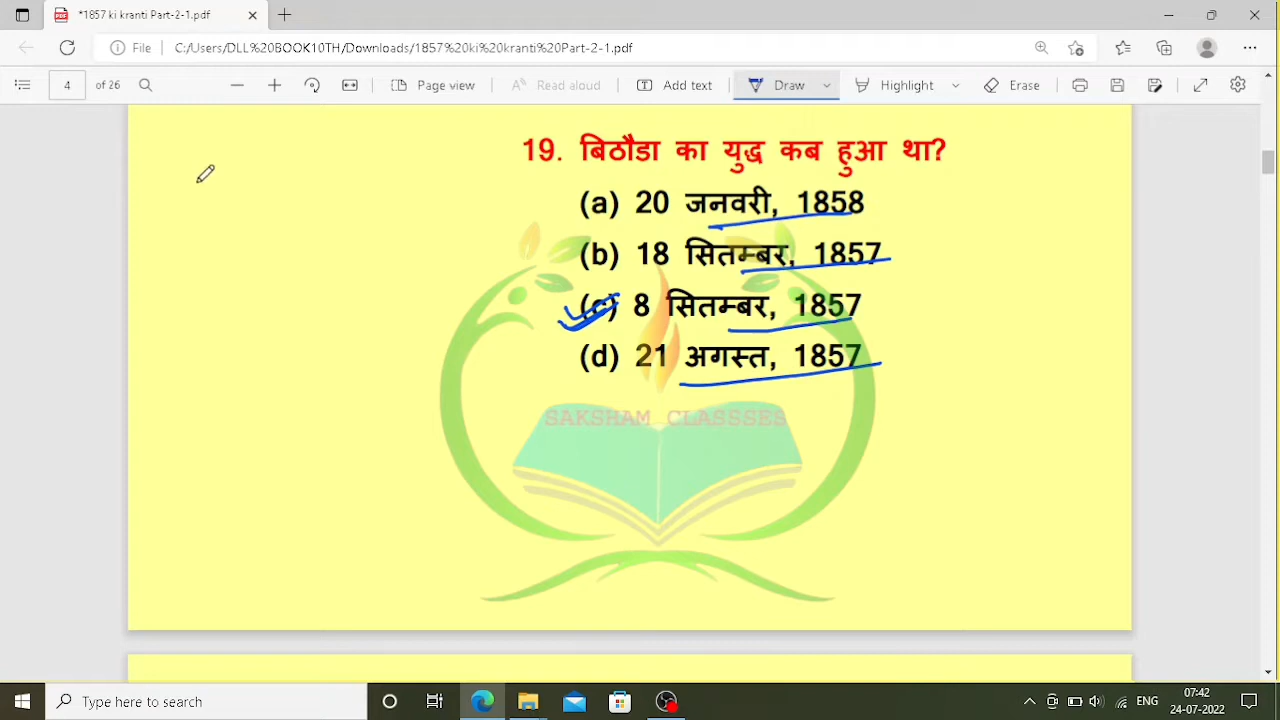 *1857 ki kranti Part-2-1.pdf
File C:/Users/DLL%20BOOK10TH/Downloads/1857%20ki%20kranti%20Part-2-1.pdf
4 of 26 Page view Read aloud Add text Draw Highlight Erase
19. बिठौडा का युद्ध कब हुआ था?
(a) 20 जनवरी, 1858
(b) 18 सितम्बर, 1857
(c) 8 सितम्बर, 1857
(d) 21 अगस्त, 1857
SAKSHAM CLASSSES
Type here to search
ENG
07:42
24-07-2022